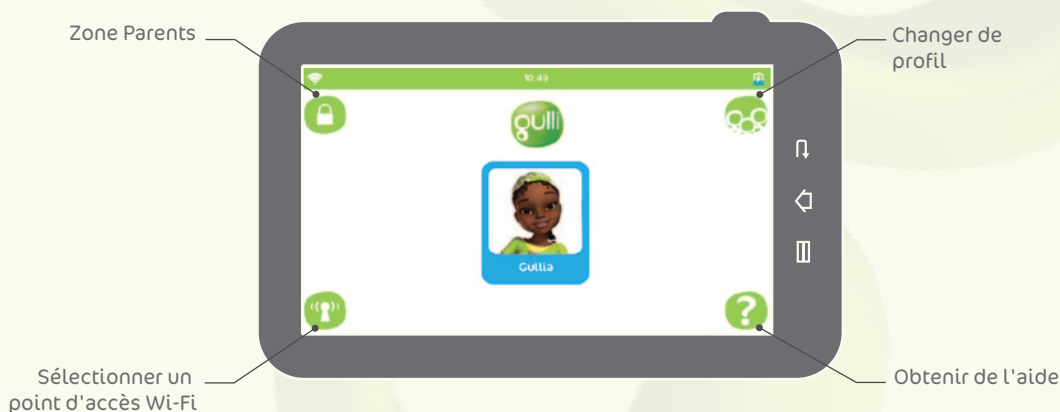 Zone Parents
Changer de
profil
10:49
gulli
Gullia
?
Sélectionner un
point d'accès Wi-Fi
Obtenir de l'aide